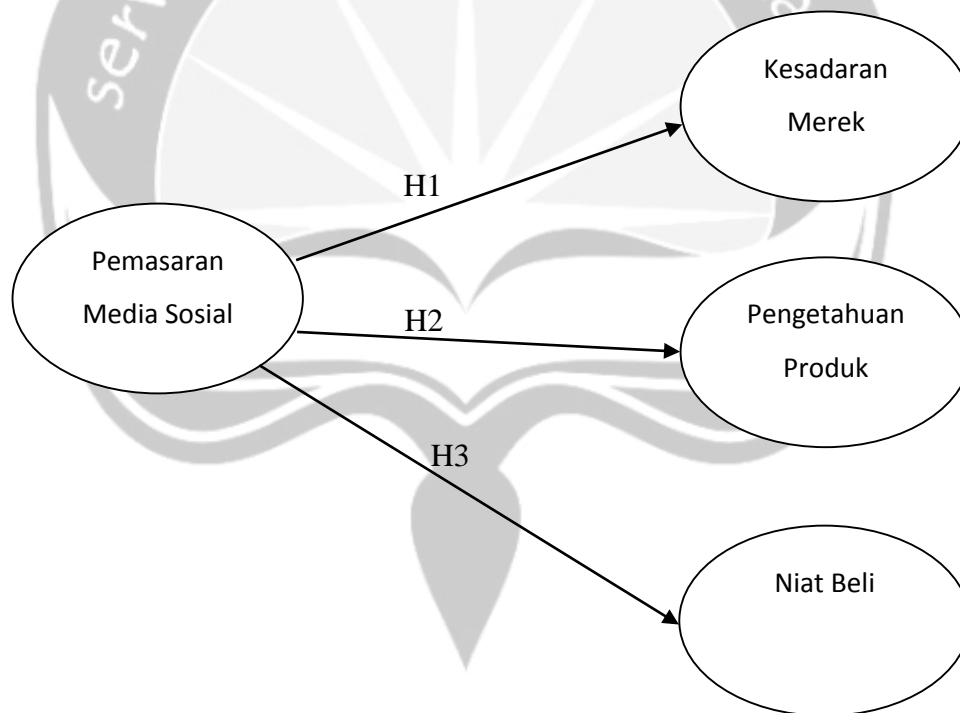 Kesadaran
Merek
H1
Pemasaran
Media Sosial
H2
Pengetahuan
Produk
H3
Niat Beli